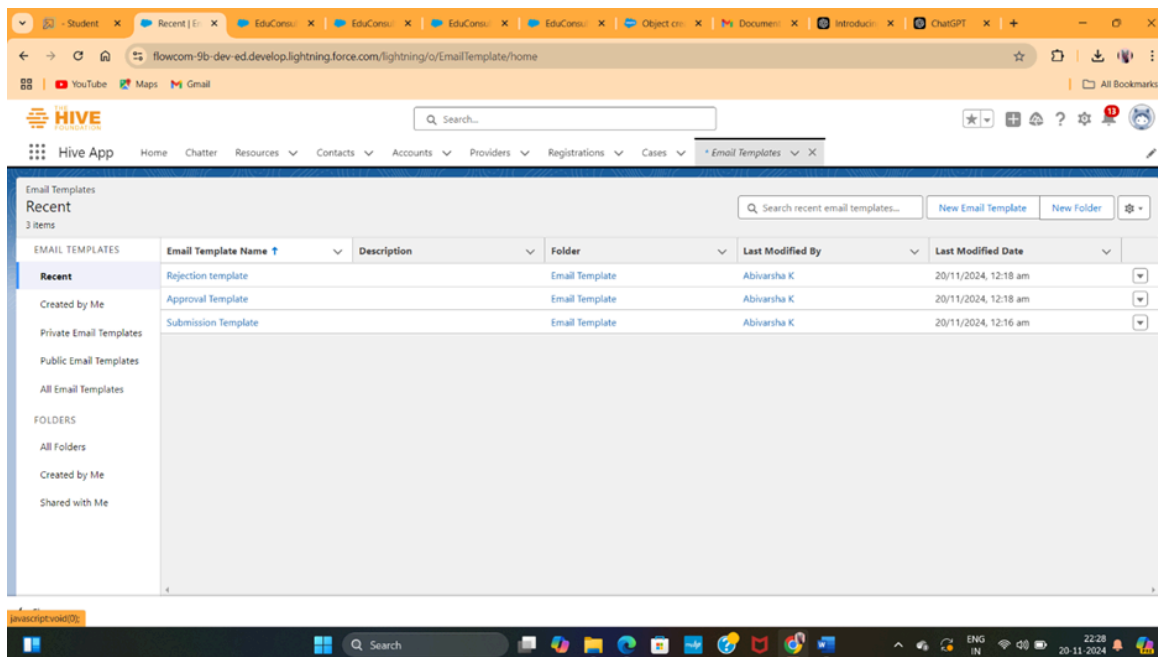 - Student
Recent | En
EduConsul
EduConsul
EduConsul
EduConsul
Object cre
Document
Introducin
ChatGPT
flowcom-9b-dev-ed.develop.lightning.force.com/lightning/o/EmailTemplate/home
YouTube Maps Gmail All Bookmarks
THE
HIVE
FOUNDATION
Search...
13
Hive App Home Chatter Resources Contacts Accounts Providers Registrations Cases * Email Templates
Email Templates
Recent
3 items
Search recent email templates...
New Email Template New Folder
EMAIL TEMPLATES
Recent
Created by Me
Private Email Templates
Public Email Templates
All Email Templates
FOLDERS
All Folders
Created by Me
Shared with Me
Email Template Name ↑ Description Folder Last Modified By Last Modified Date
Rejection template Email Template Abivarsha K 20/11/2024, 12:18 am
Approval Template Email Template Abivarsha K 20/11/2024, 12:18 am
Submission Template Email Template Abivarsha K 20/11/2024, 12:16 am
javascript:void(0);
Search
ENG
IN
22:28
20-11-2024